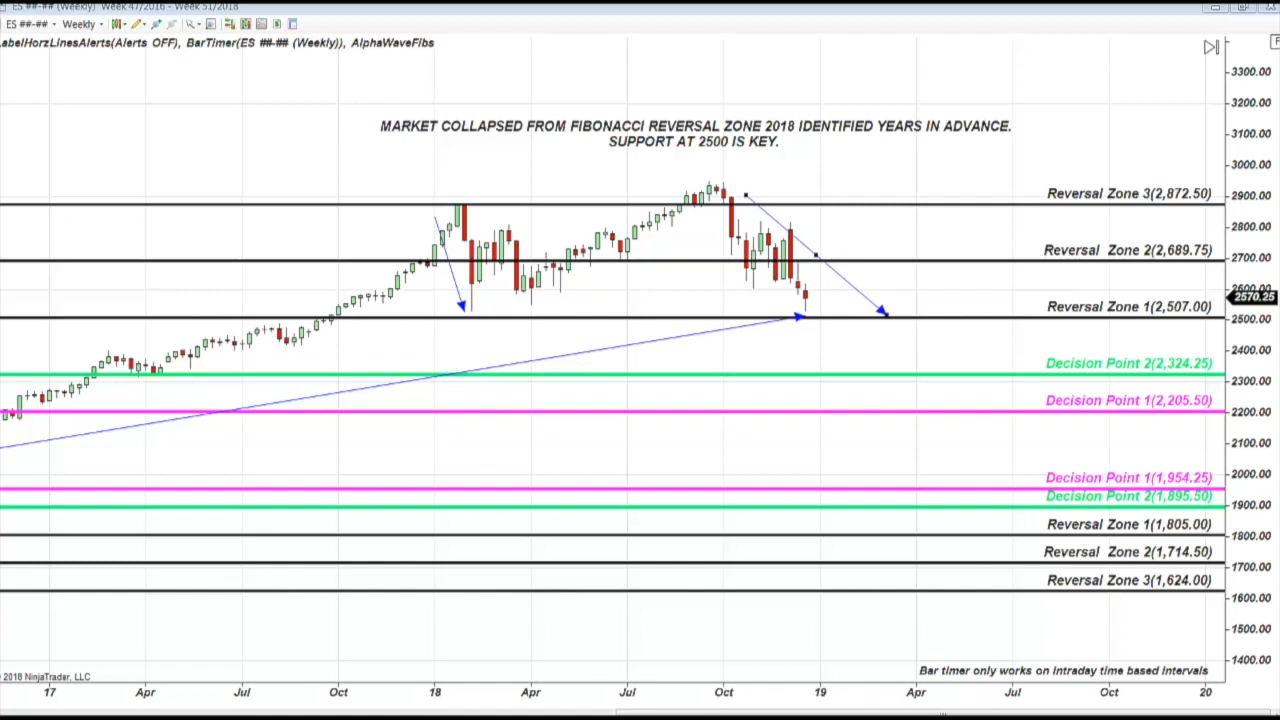 ES ##-## (Weekly) Week 47/2016 - Week 51/2018
ES ##-## Weekly
abelHorzLinesAlerts(Alerts OFF), BarTimer(ES ##-## (Weekly)), AlphaWaveFibs
F
3300.00
3200.00
MARKET COLLAPSED FROM FIBONACCI REVERSAL ZONE 2018 IDENTIFIED YEARS IN ADVANCE.
3100.00
SUPPORT AT 2500 IS KEY.
3000.00
Reversal Zone 3(2,872.50)
2900.00
2800.00
Reversal Zone 2(2,689.75)
2700.00
2600.00
2570.25
Reversal Zone 1(2,507.00)
2500.00
2400.00
Decision Point 2(2,324.25)
2300.00
Decision Point 1(2,205.50)
2200.00
2100.00
2000.00
Decision Point 1(1,954.25)
Decision Point 2(1,895.50)
1900.00
Reversal Zone 1(1,805.00)
1800.00
Reversal Zone 2(1,714.50)
1700.00
Reversal Zone 3(1,624.00)
1600.00
1500.00
1400.00
Bar timer only works on intraday time based intervals
2018 NinjaTrader, LLC
17 Apr Jul Oct 18 Apr Jul Oct 19 Apr Jul Oct 20